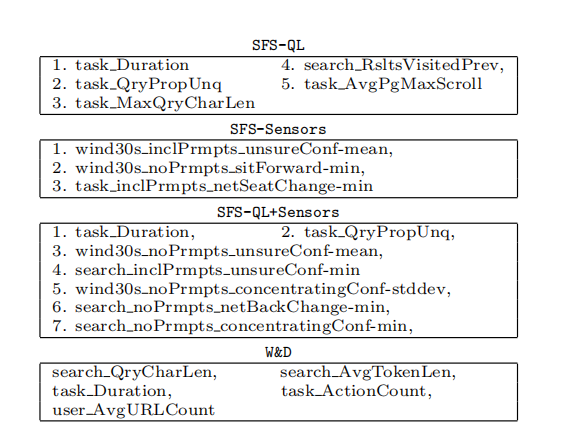 SFS-QL
1. task_Duration 4. search_RsltsVisitedPrev,
2. task_QryPropUnq 5. task_AvgPgMaxScroll
3. task_MaxQryCharLen
SFS-Sensors
1. wind30s_inclPrmpts_unsureConf-mean,
2. wind30s_noPrmpts_sitForward-min,
3. task_inclPrmpts_netSeatChange-min
SFS-QL+Sensors
1. task_Duration, 2. task_QryPropUnq,
3. wind30s_noPrmpts_unsureConf-mean,
4. search_inclPrmpts_unsureConf-min
5. wind30s_noPrmpts_concentratingConf-stddev,
6. search_noPrmpts_netBackChange-min,
7. search_noPrmpts_concentratingConf-min,
W&D
search_QryCharLen, search_AvgTokenLen,
task_Duration, task_ActionCount,
user_AvgURLCount